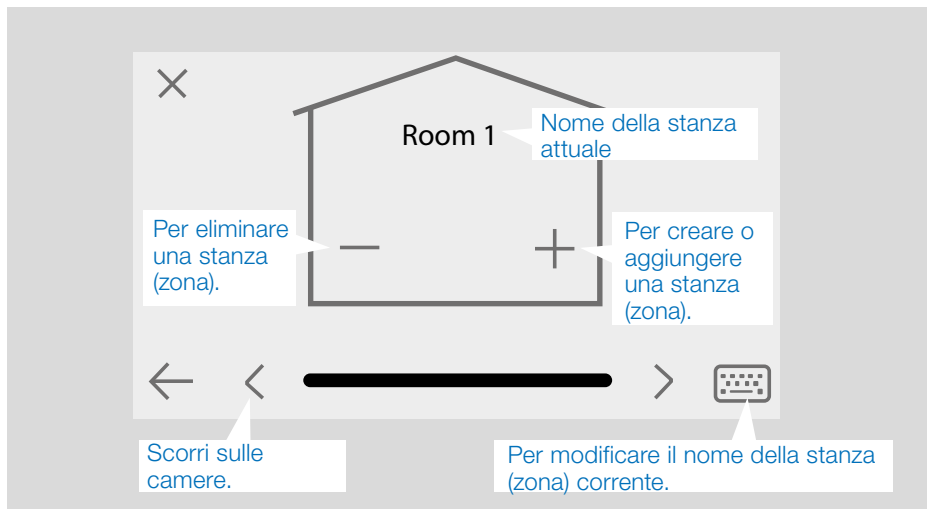 Room 1
Nome della stanza
attuale
Per eliminare
una stanza
(zona).
Per creare o
aggiungere
una stanza
(zona).
Scorri sulle
camere.
Per modificare il nome della stanza
(zona) corrente.